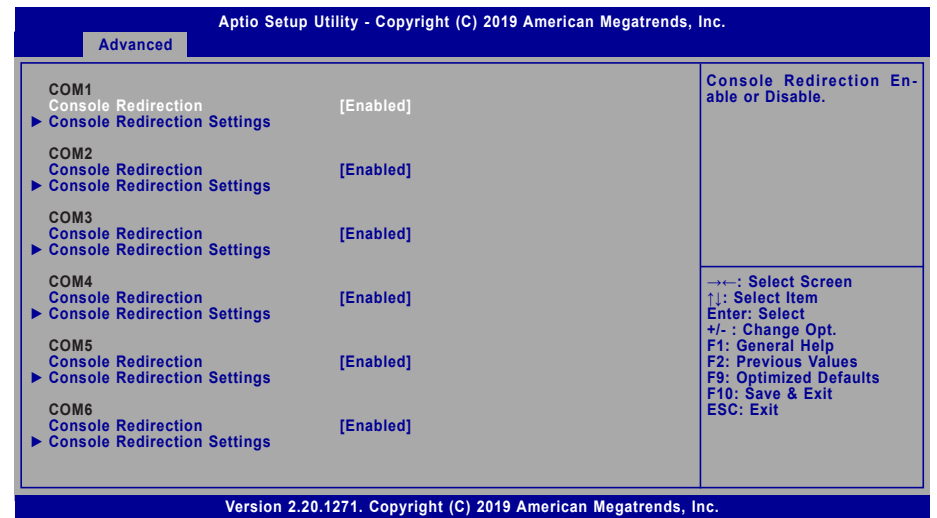 Aptio Setup Utility - Copyright (C) 2019 American Megatrends, Inc.
Advanced
COM1
Console Redirection [Enabled]
► Console Redirection Settings
COM2
Console Redirection [Enabled]
► Console Redirection Settings
COM3
Console Redirection [Enabled]
► Console Redirection Settings
COM4
Console Redirection [Enabled]
► Console Redirection Settings
COM5
Console Redirection [Enabled]
► Console Redirection Settings
COM6
Console Redirection [Enabled]
► Console Redirection Settings
Console Redirection En-
able or Disable.
→←: Select Screen
↑↓: Select Item
Enter: Select
+/- : Change Opt.
F1: General Help
F2: Previous Values
F9: Optimized Defaults
F10: Save & Exit
ESC: Exit
Version 2.20.1271. Copyright (C) 2019 American Megatrends, Inc.